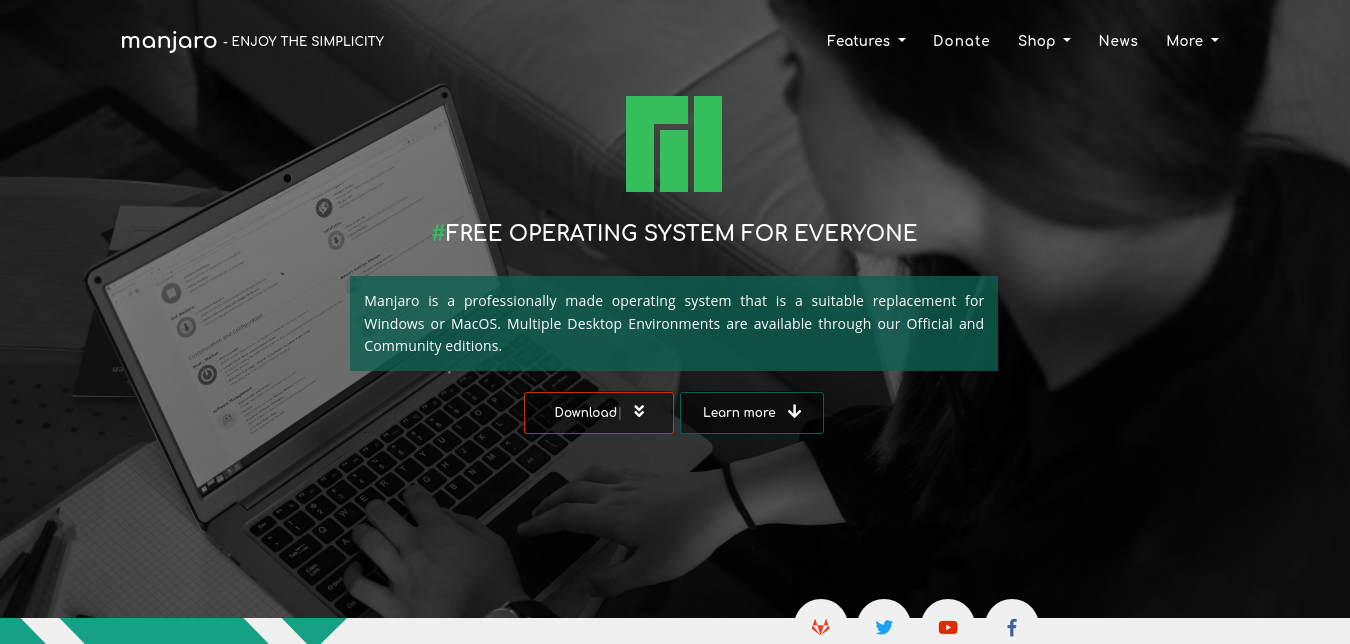 manjaro - ENJOY THE SIMPLICITY
Features Donate Shop News More
#FREE OPERATING SYSTEM FOR EVERYONE
Manjaro is a professionally made operating system that is a suitable replacement for
Windows or MacOS. Multiple Desktop Environments are available through our Official and
Community editions.
Download
Learn more